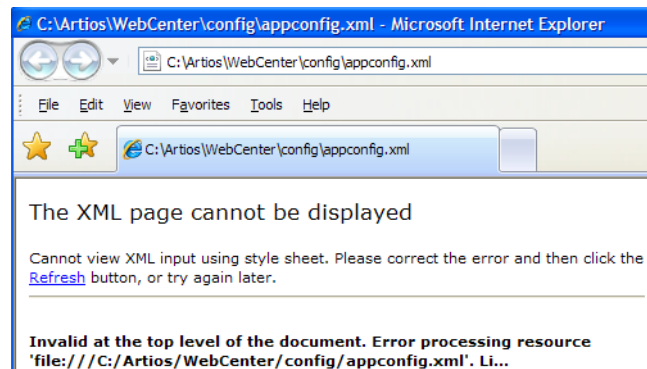 C:\Artios\WebCenter\config\appconfig.xml - Microsoft Internet Explorer
C:\Artios\WebCenter\config\appconfig.xml
File Edit View Favorites Tools Help
C:\Artios\WebCenter\config\appconfig.xml
The XML page cannot be displayed
Cannot view XML input using style sheet. Please correct the error and then click the
Refresh button, or try again later.
Invalid at the top level of the document. Error processing resource
'file:///C:/Artios/WebCenter/config/appconfig.xml'. Li...